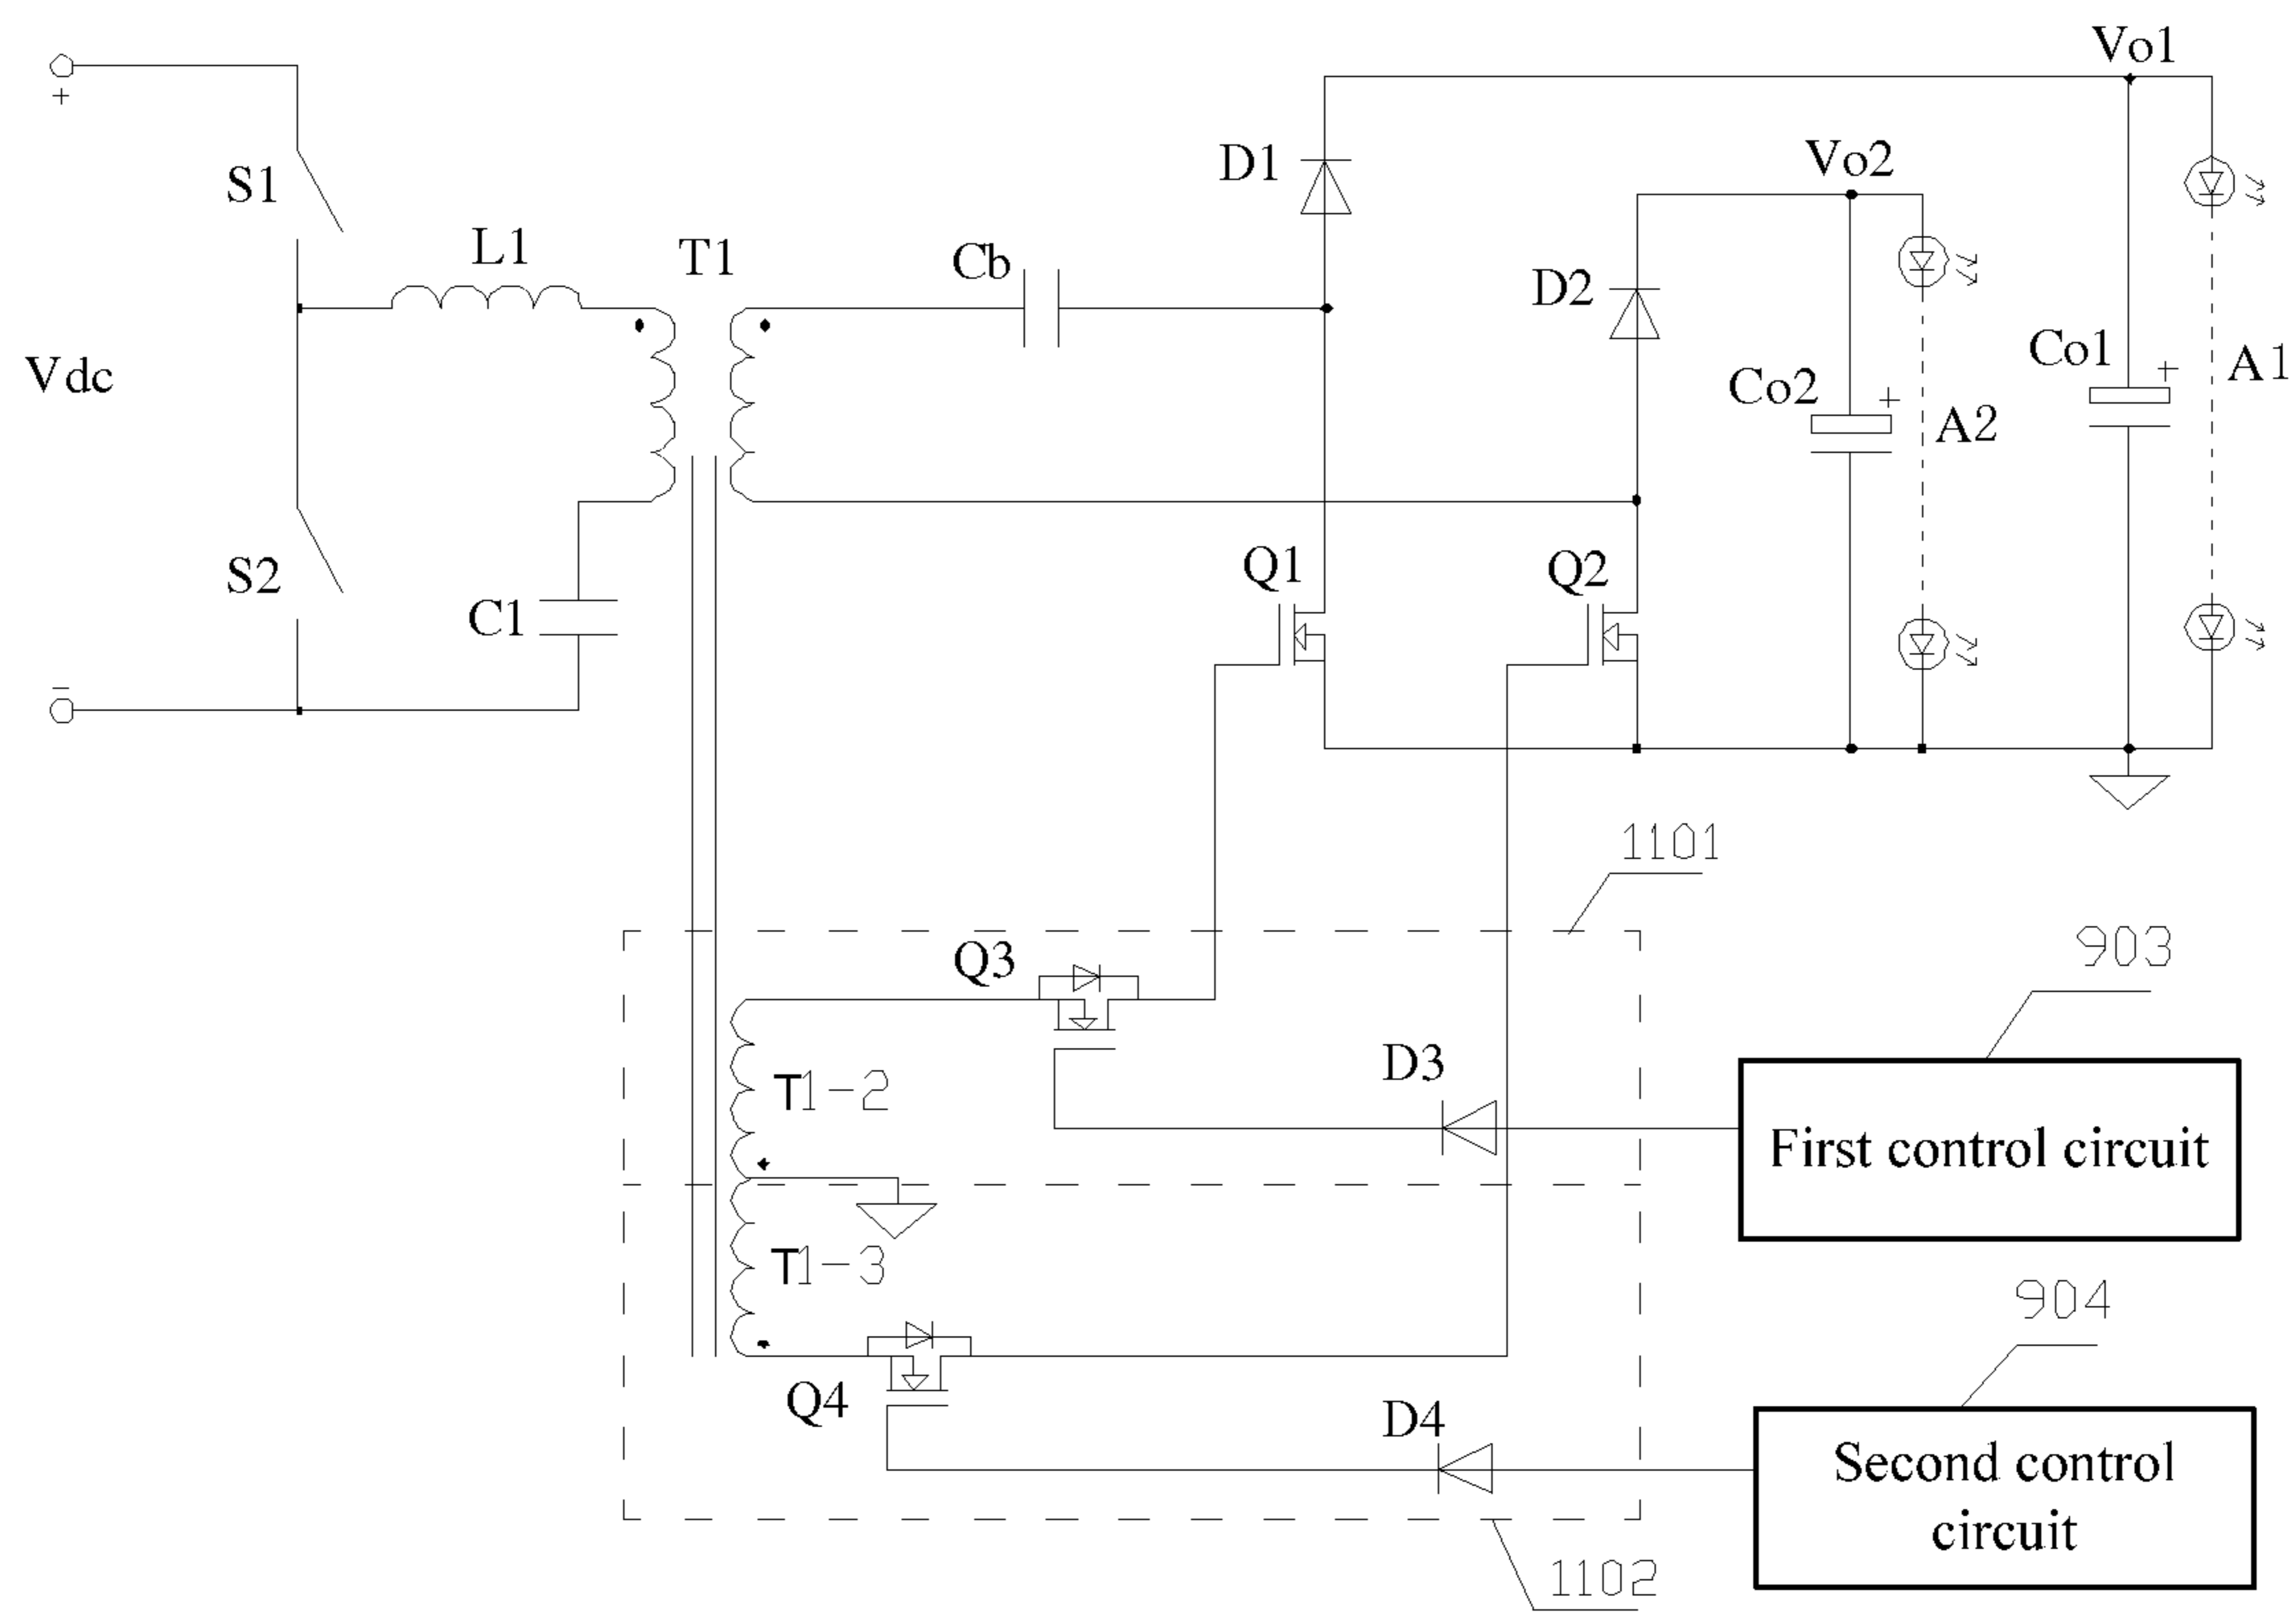 Vo1
+
D1
Vo2
S1
L1
T1
Cb
D2
Vdc
Co1
+
A1
Co2
+
A2
S2
C1
Q1
Q2
−
1101
Q3
903
D3
T1-2
First control circuit
T1-3
904
Q4
D4
Second control
circuit
1102